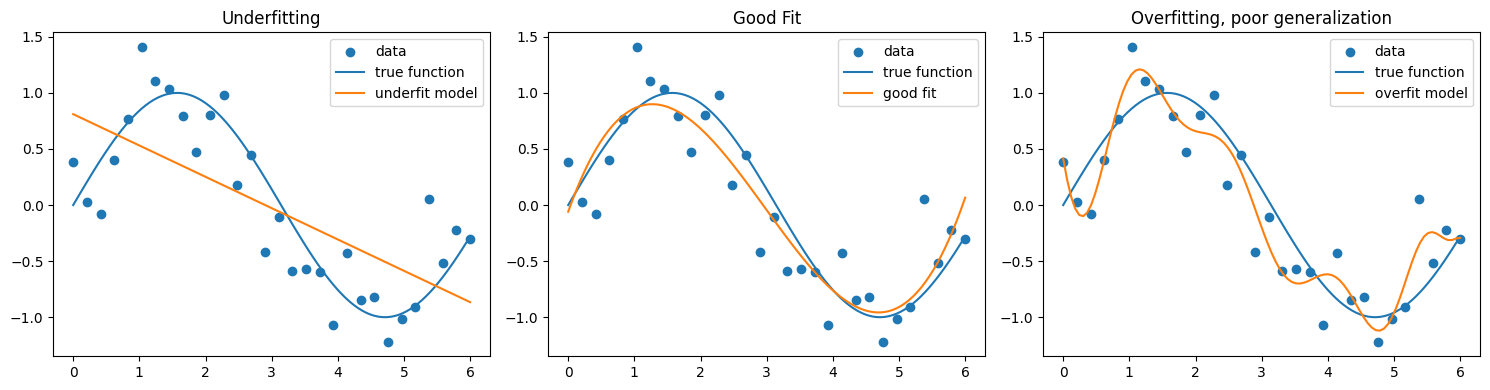 Underfitting
data
true function
underfit model
1.5
1.0
0.5
0.0
−0.5
−1.0
0 1 2 3 4 5 6
Good Fit
data
true function
good fit
1.5
1.0
0.5
0.0
−0.5
−1.0
0 1 2 3 4 5 6
Overfitting, poor generalization
data
true function
overfit model
1.5
1.0
0.5
0.0
−0.5
−1.0
0 1 2 3 4 5 6